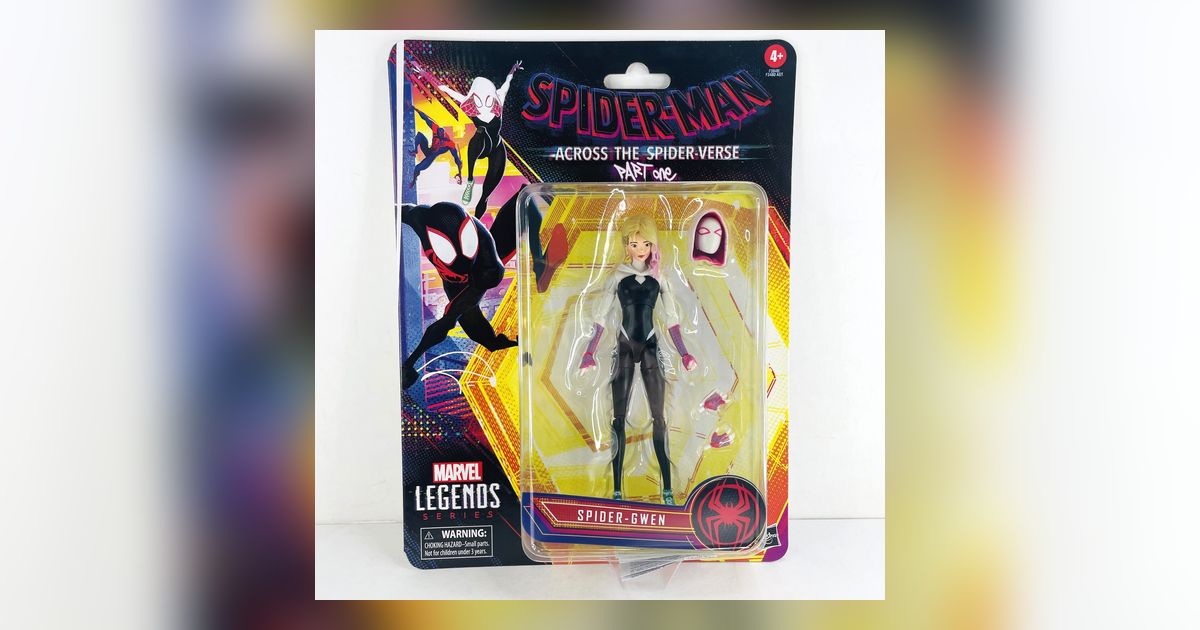 4+
SPIDER-MAN
ACROSS THE SPIDER-VERSE
PART one
MARVEL
LEGENDS
SERIES
SPIDER-GWEN
WARNING:
CHOKING HAZARD–Small parts.
Not for children under 3 years.